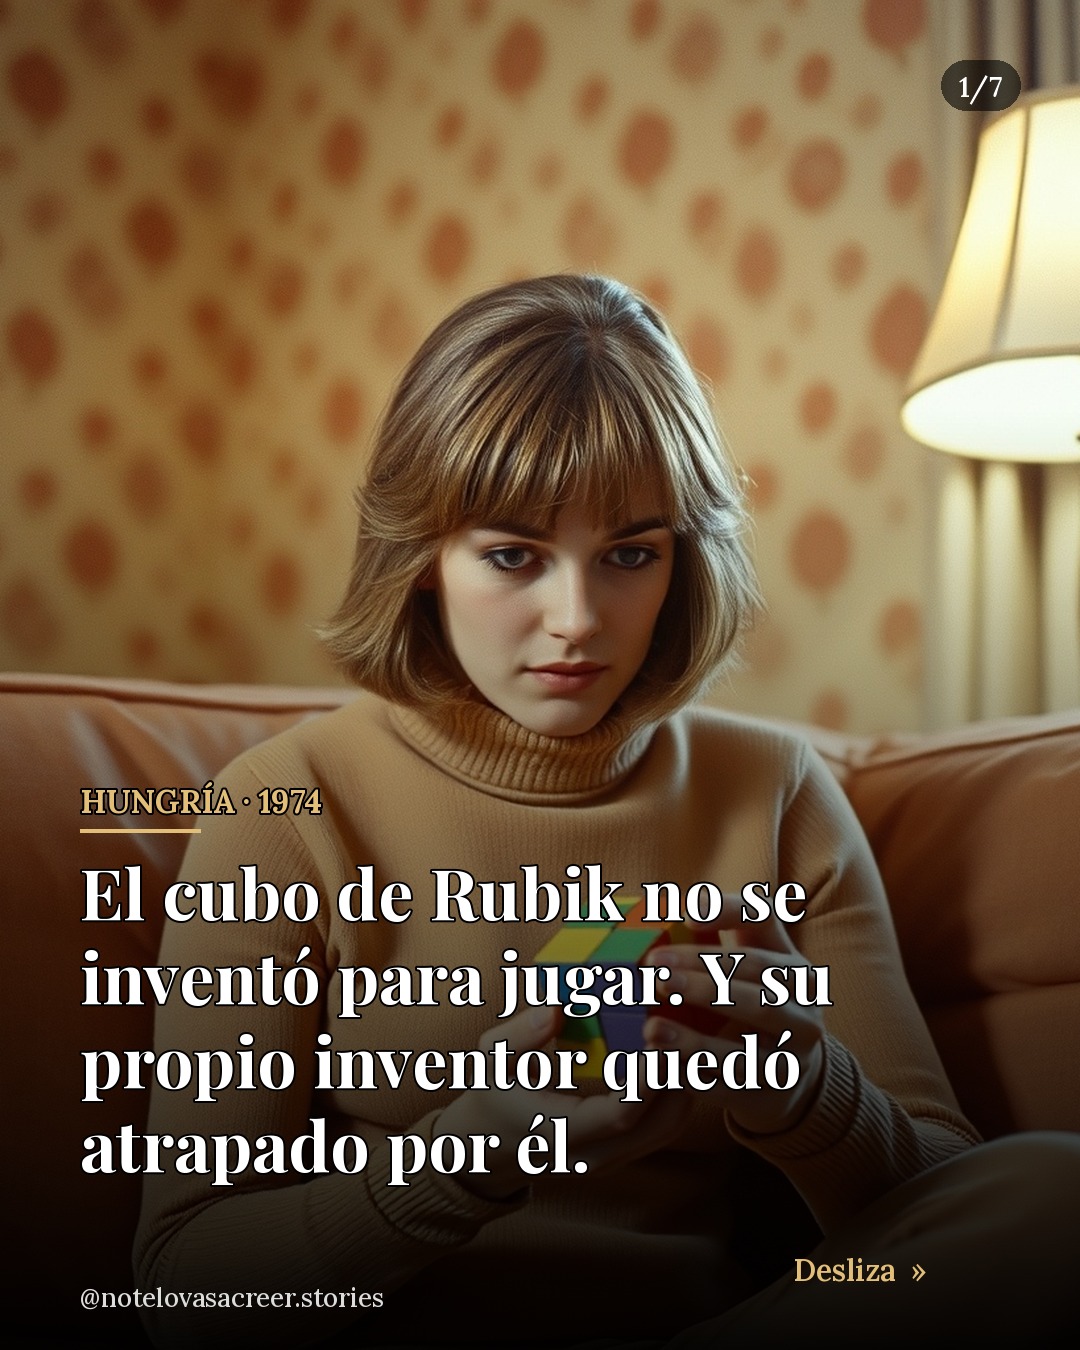 1/7
HUNGRÍA · 1974
El cubo de Rubik no se
inventó para jugar. Y su
propio inventor quedó
atrapado por él.
Desliza »
@notelovasacreer.stories